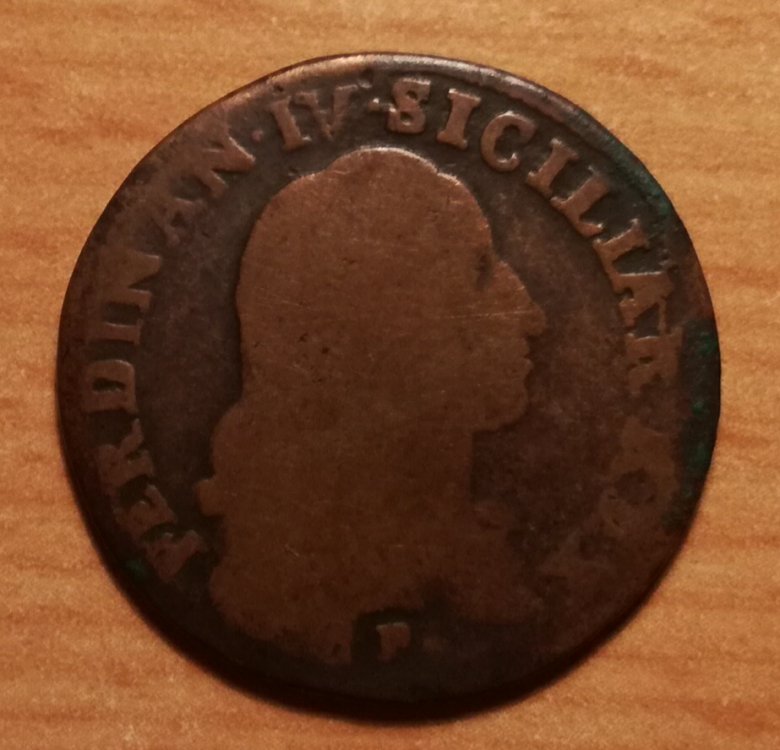 FERDINAN · IV · SICILIAR
P